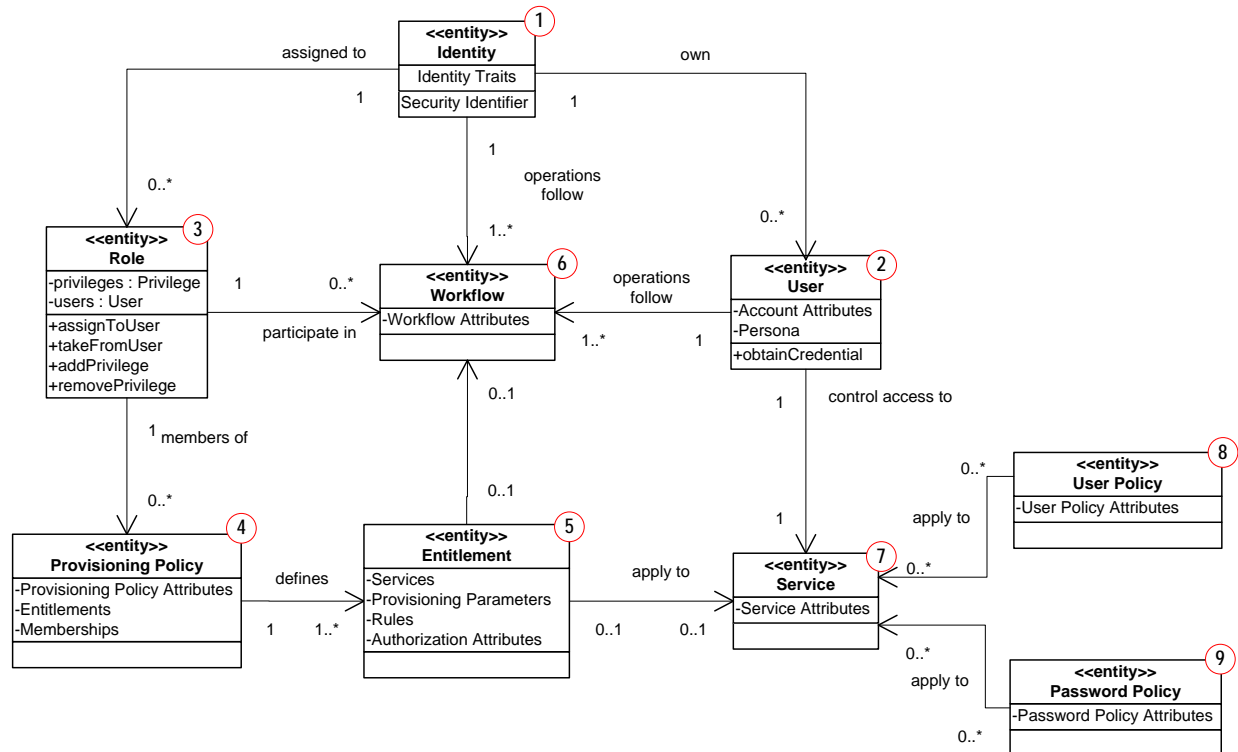 1
<<entity>>
Identity
Identity Traits
Security Identifier
assigned to
own
1
1
1
operations
follow
0..*
1..*
0..*
3
<<entity>>
Role
-privileges : Privilege
-users : User
+assignToUser
+takeFromUser
+addPrivilege
+removePrivilege
1
0..*
participate in
6
<<entity>>
Workflow
-Workflow Attributes
operations
follow
1..*
1
2
<<entity>>
User
-Account Attributes
-Persona
+obtainCredential
1
members of
0..*
0..1
0..1
1
control access to
1
4
<<entity>>
Provisioning Policy
-Provisioning Policy Attributes
-Entitlements
-Memberships
defines
1
1..*
5
<<entity>>
Entitlement
-Services
-Provisioning Parameters
-Rules
-Authorization Attributes
apply to
0..1
0..1
7
<<entity>>
Service
-Service Attributes
8
<<entity>>
User Policy
-User Policy Attributes
0..*
apply to
0..*
9
<<entity>>
Password Policy
-Password Policy Attributes
0..*
apply to
0..*